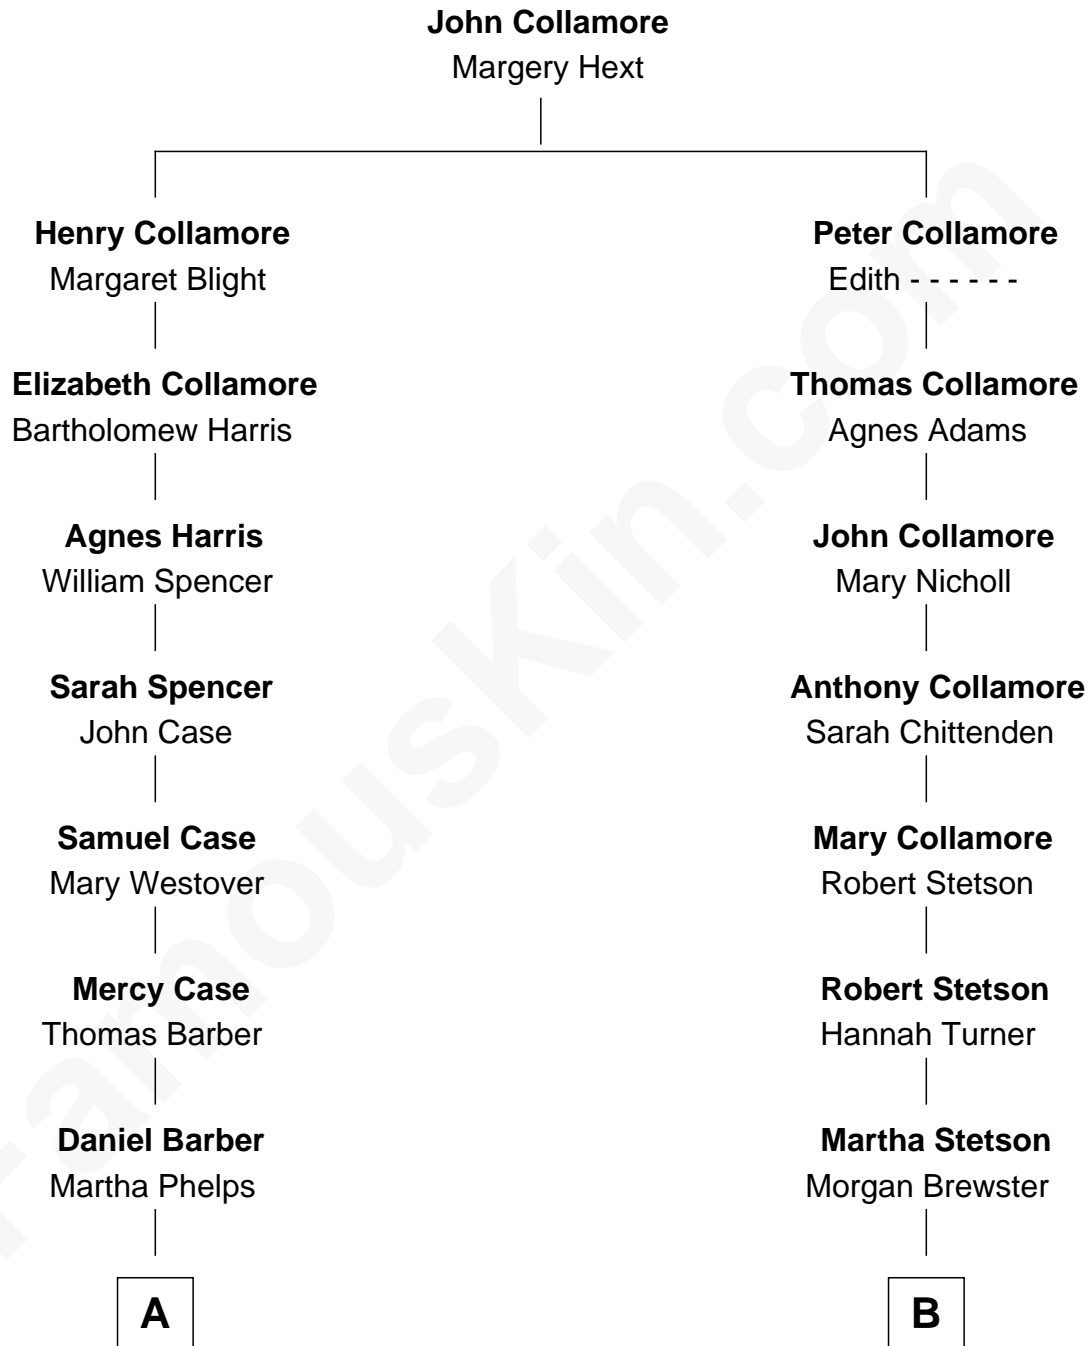 John Collamore
Margery Hext
Henry Collamore
Margaret Blight
Peter Collamore
Edith - - - - - -
Elizabeth Collamore
Bartholomew Harris
Thomas Collamore
Agnes Adams
Agnes Harris
William Spencer
John Collamore
Mary Nicholl
Sarah Spencer
John Case
Anthony Collamore
Sarah Chittenden
Samuel Case
Mary Westover
Mary Collamore
Robert Stetson
Mercy Case
Thomas Barber
Robert Stetson
Hannah Turner
Daniel Barber
Martha Phelps
Martha Stetson
Morgan Brewster
A
B
FamousKin.com